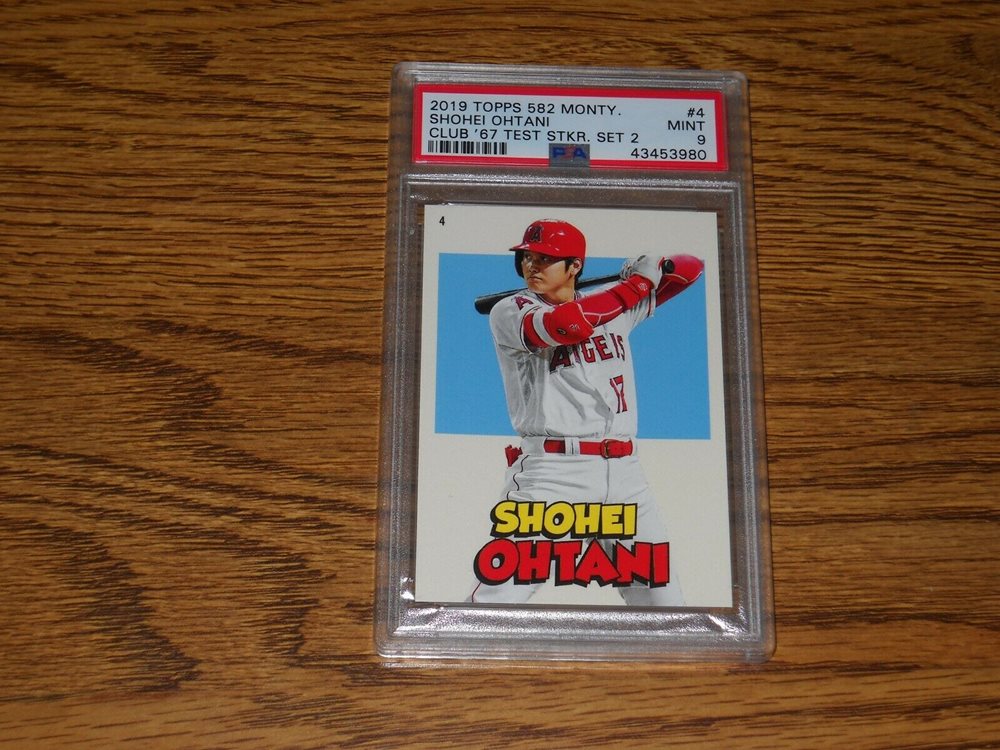 2019 TOPPS 582 MONTY. #4
SHOHEI OHTANI MINT
CLUB '67 TEST STKR. SET 2 9
PSA 43453980
4
A
A
ANGELS
17
SHOHEI
OHTANI